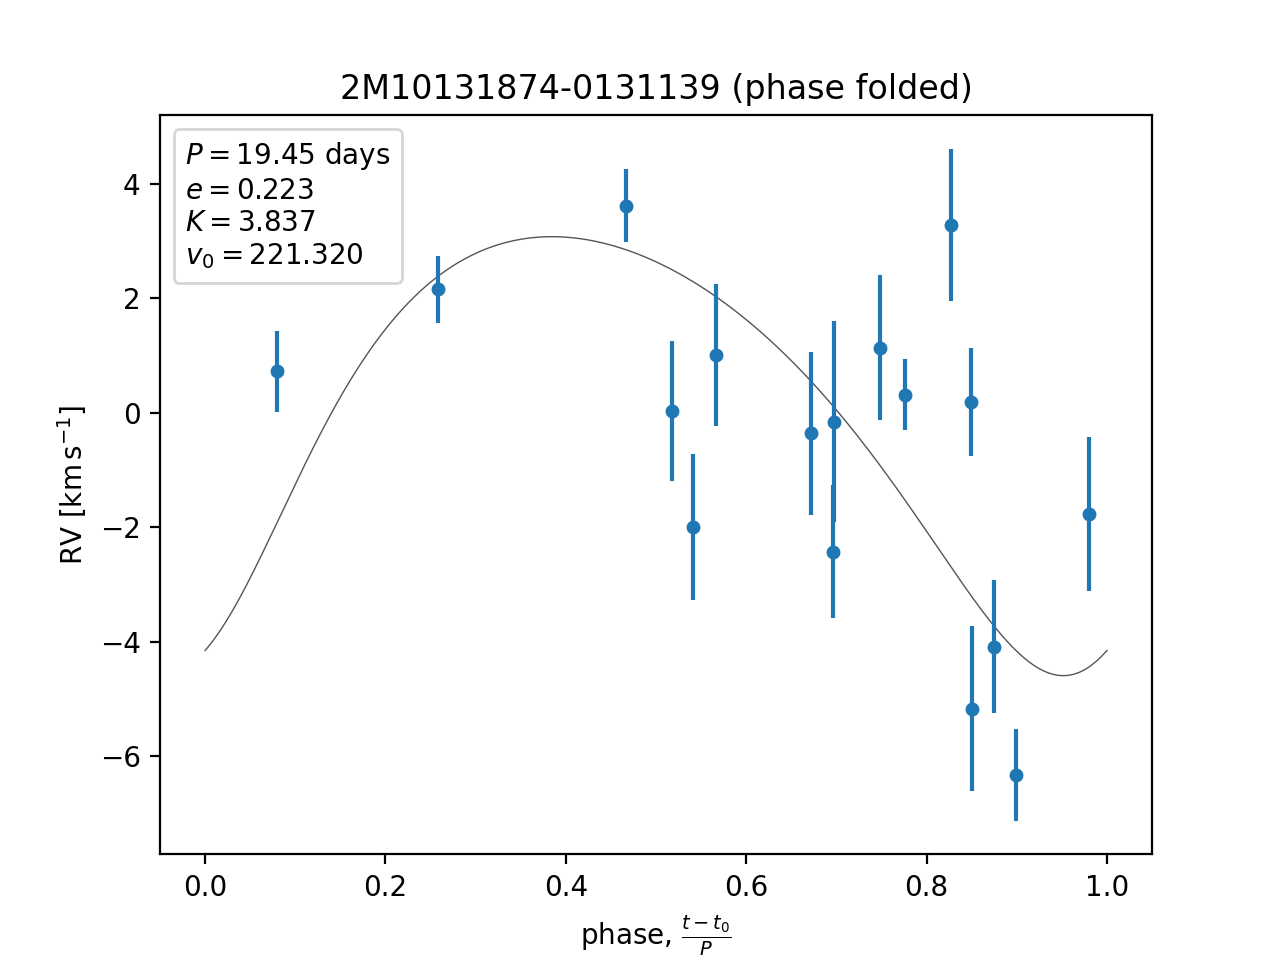 2M10131874-0131139 (phase folded)
P = 19.45 days
e = 0.223
K = 3.837
v₀ = 221.320
4
2
0
−2
−4
−6
RV [km s⁻¹]
0.0 0.2 0.4 0.6 0.8 1.0
phase, (t − t₀)/P